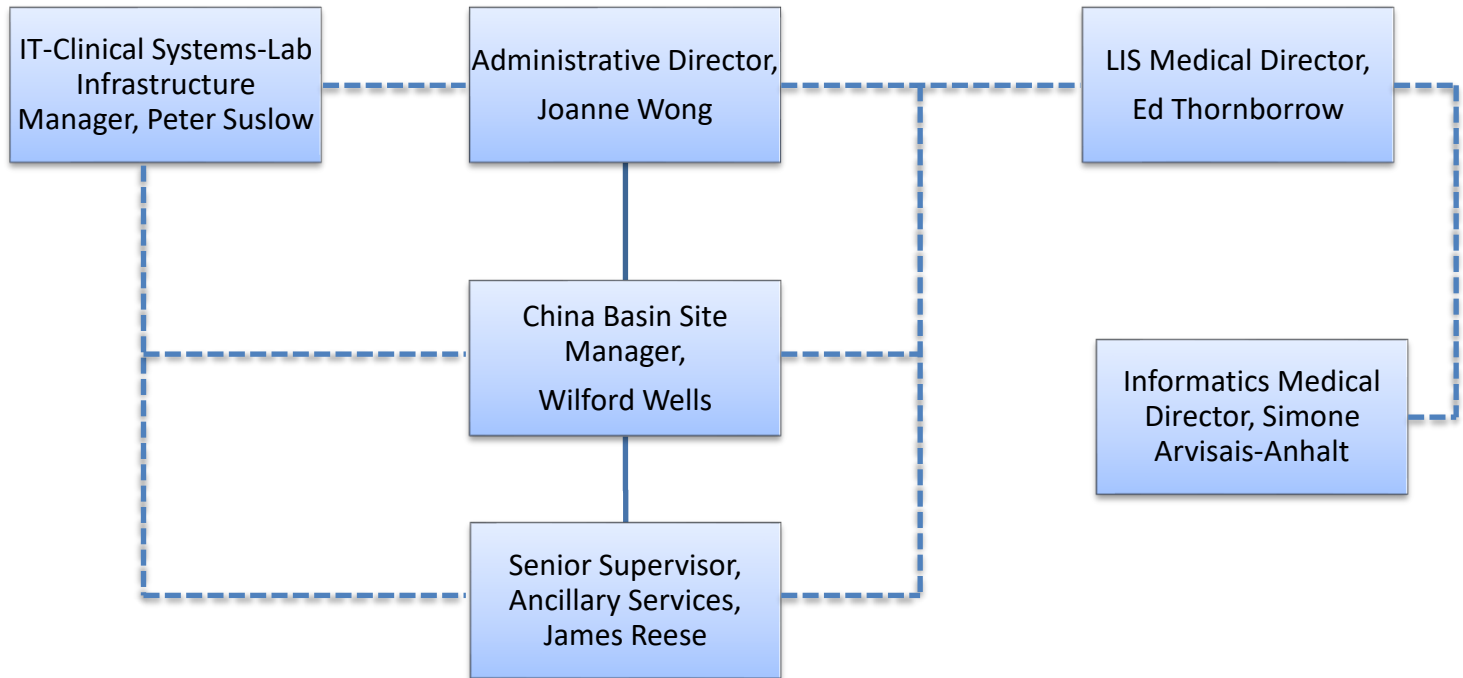 IT-Clinical Systems-Lab
Infrastructure
Manager, Peter Suslow
Administrative Director,
Joanne Wong
LIS Medical Director,
Ed Thornborrow
China Basin Site
Manager,
Wilford Wells
Informatics Medical
Director, Simone
Arvisais-Anhalt
Senior Supervisor,
Ancillary Services,
James Reese